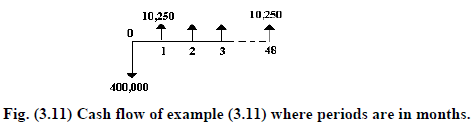 10,250 10,250
0
1 2 3 48
400,000
Fig. (3.11) Cash flow of example (3.11) where periods are in months.